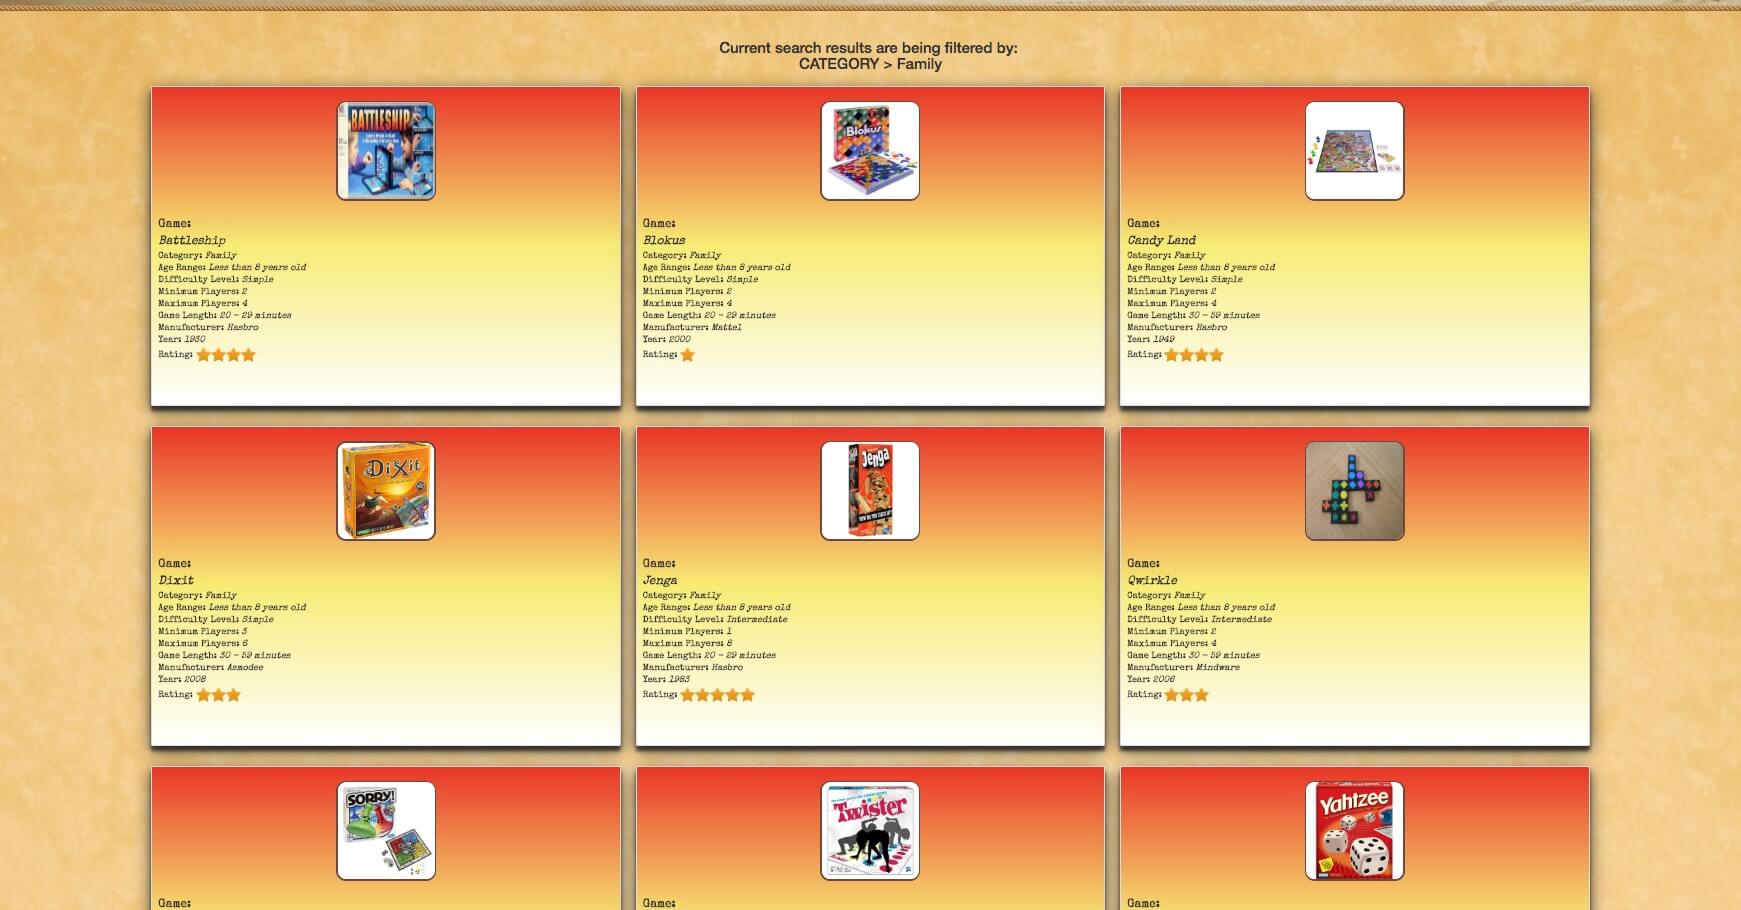 Current search results are being filtered by:
CATEGORY > Family
BATTLESHIP
Game:
Battleship
Category: Family
Age Range: Less than 8 years old
Difficulty Level: Simple
Minimum Players: 2
Maximum Players: 4
Game Length: 20 - 29 minutes
Manufacturer: Hasbro
Year: 1930
Rating:
Blokus
Game:
Blokus
Category: Family
Age Range: Less than 8 years old
Difficulty Level: Simple
Minimum Players: 2
Maximum Players: 4
Game Length: 20 - 29 minutes
Manufacturer: Mattel
Year: 2000
Rating:
Game:
Candy Land
Category: Family
Age Range: Less than 8 years old
Difficulty Level: Simple
Minimum Players: 2
Maximum Players: 4
Game Length: 30 - 59 minutes
Manufacturer: Hasbro
Year: 1949
Rating:
DiXit
Game:
Dixit
Category: Family
Age Range: Less than 8 years old
Difficulty Level: Simple
Minimum Players: 3
Maximum Players: 6
Game Length: 30 - 59 minutes
Manufacturer: Asmodee
Year: 2008
Rating:
Jenga
Game:
Jenga
Category: Family
Age Range: Less than 8 years old
Difficulty Level: Intermediate
Minimum Players: 1
Maximum Players: 8
Game Length: 20 - 29 minutes
Manufacturer: Hasbro
Year: 1983
Rating:
Game:
Qwirkle
Category: Family
Age Range: Less than 8 years old
Difficulty Level: Intermediate
Minimum Players: 2
Maximum Players: 4
Game Length: 30 - 59 minutes
Manufacturer: Mindware
Year: 2006
Rating:
SORRY!
Game:
Twister
Game:
Yahtzee
Game: